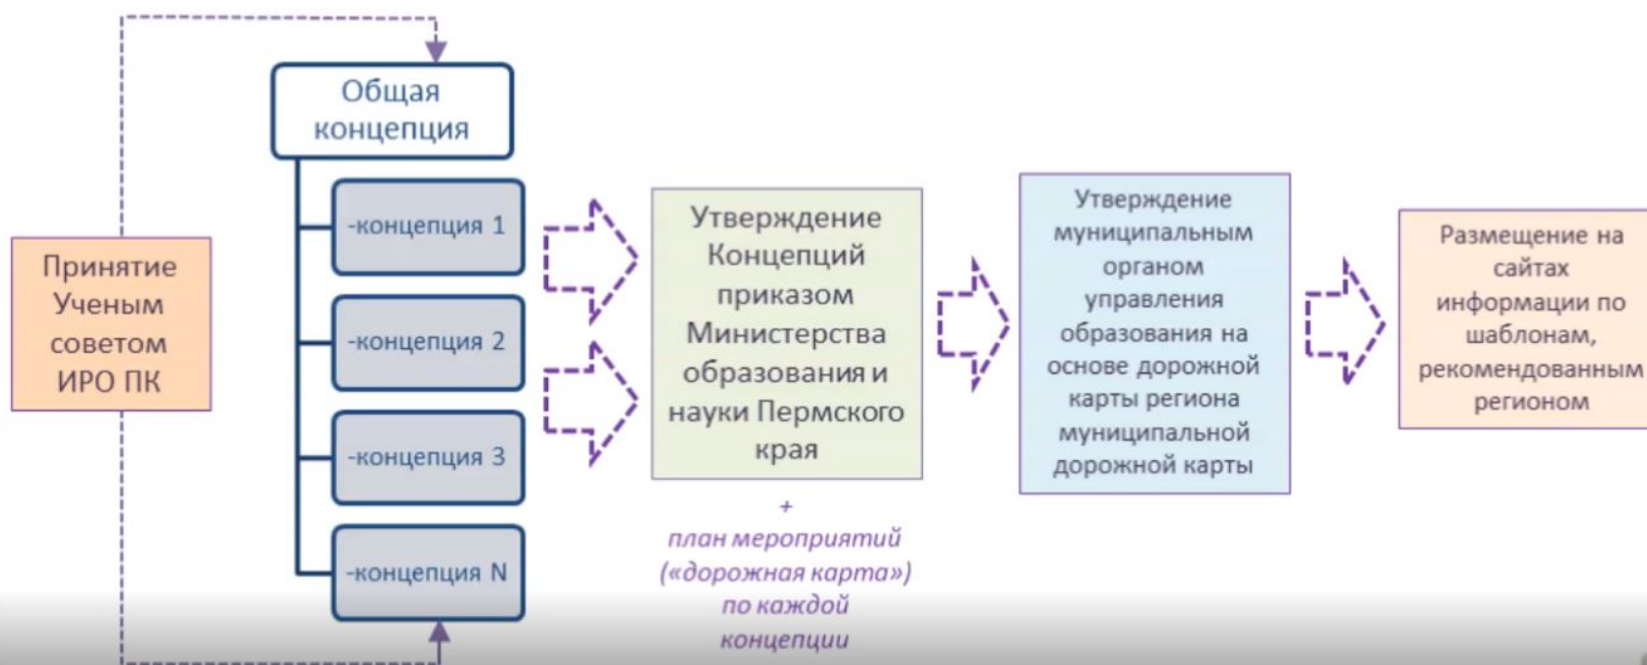 Принятие
Ученым
советом
ИРО ПК
Общая
концепция
-концепция 1
-концепция 2
-концепция 3
-концепция N
Утверждение
Концепций
приказом
Министерства
образования и
науки Пермского
края
+
план мероприятий
(«дорожная карта»)
по каждой
концепции
Утверждение
муниципальным
органом
управления
образования на
основе дорожной
карты региона
муниципальной
дорожной карты
Размещение на
сайтах
информации по
шаблонам,
рекомендованным
регионом